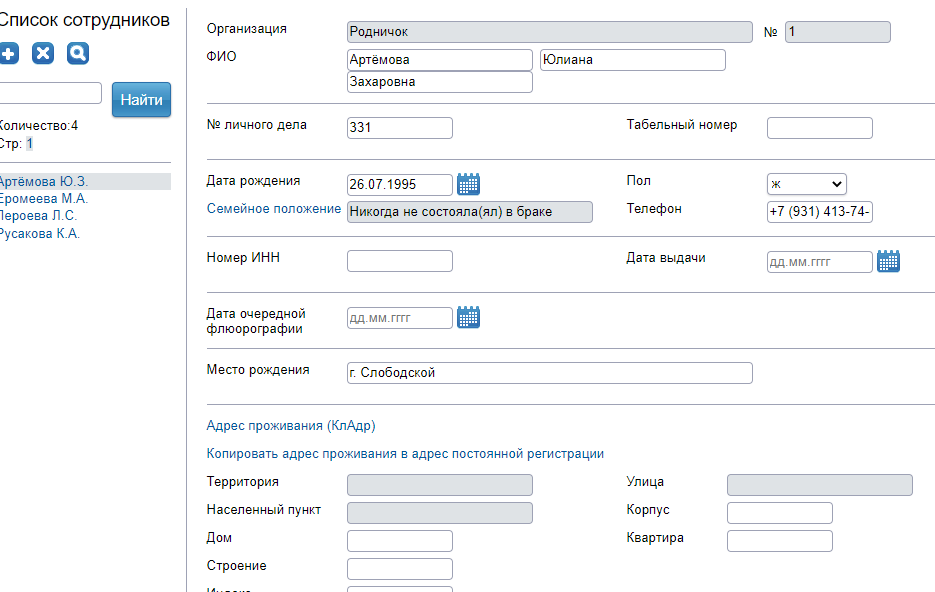 Список сотрудников
Найти
Количество:4
Стр: 1
Артёмова Ю.З.
Еромеева М.А.
Пероева Л.С.
Русакова К.А.
Организация Родничок № 1
ФИО Артёмова Юлиана
Захаровна
№ личного дела 331 Табельный номер
Дата рождения 26.07.1995 Пол ж
Семейное положение Никогда не состояла(ял) в браке Телефон +7 (931) 413-74-
Номер ИНН Дата выдачи дд.мм.гггг
Дата очередной
флюорографии дд.мм.гггг
Место рождения г. Слободской
Адрес проживания (КлАдр)
Копировать адрес проживания в адрес постоянной регистрации
Территория Улица
Населенный пункт Корпус
Дом Квартира
Строение